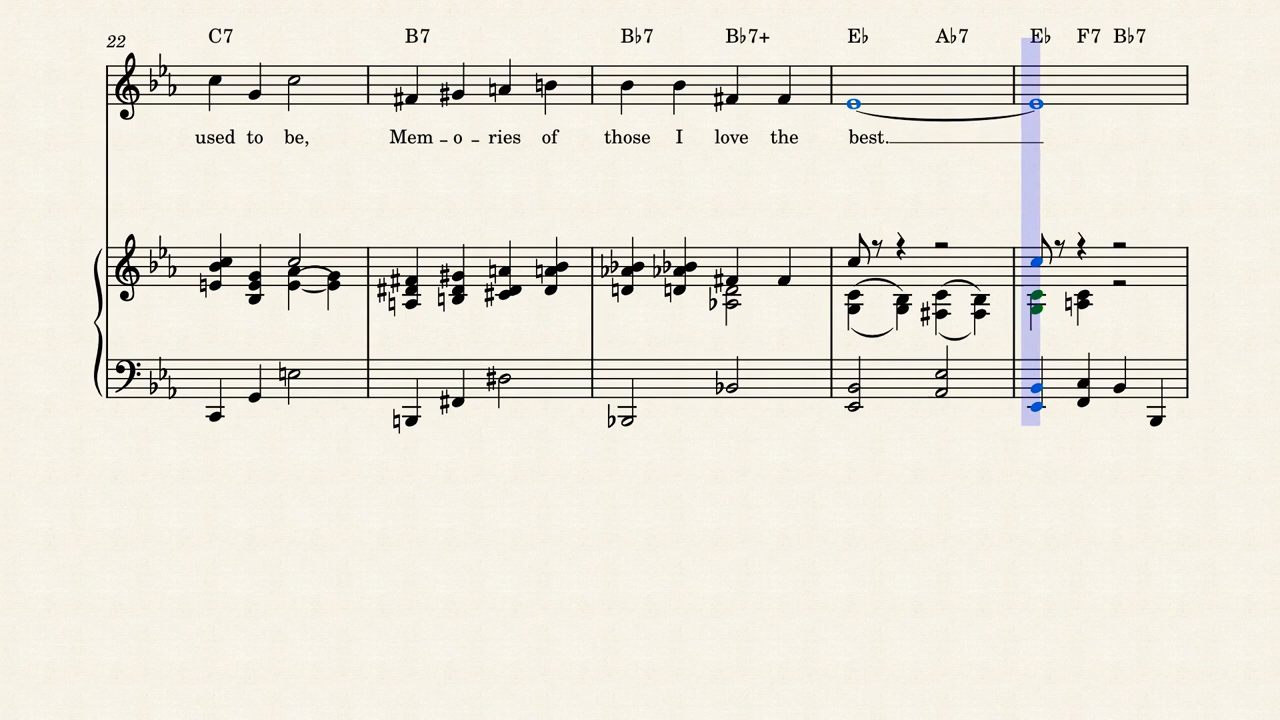 22 C7 B7 B♭7 B♭7+ E♭ A♭7 E♭ F7 B♭7
used to be, Mem - o - ries of those I love the best.